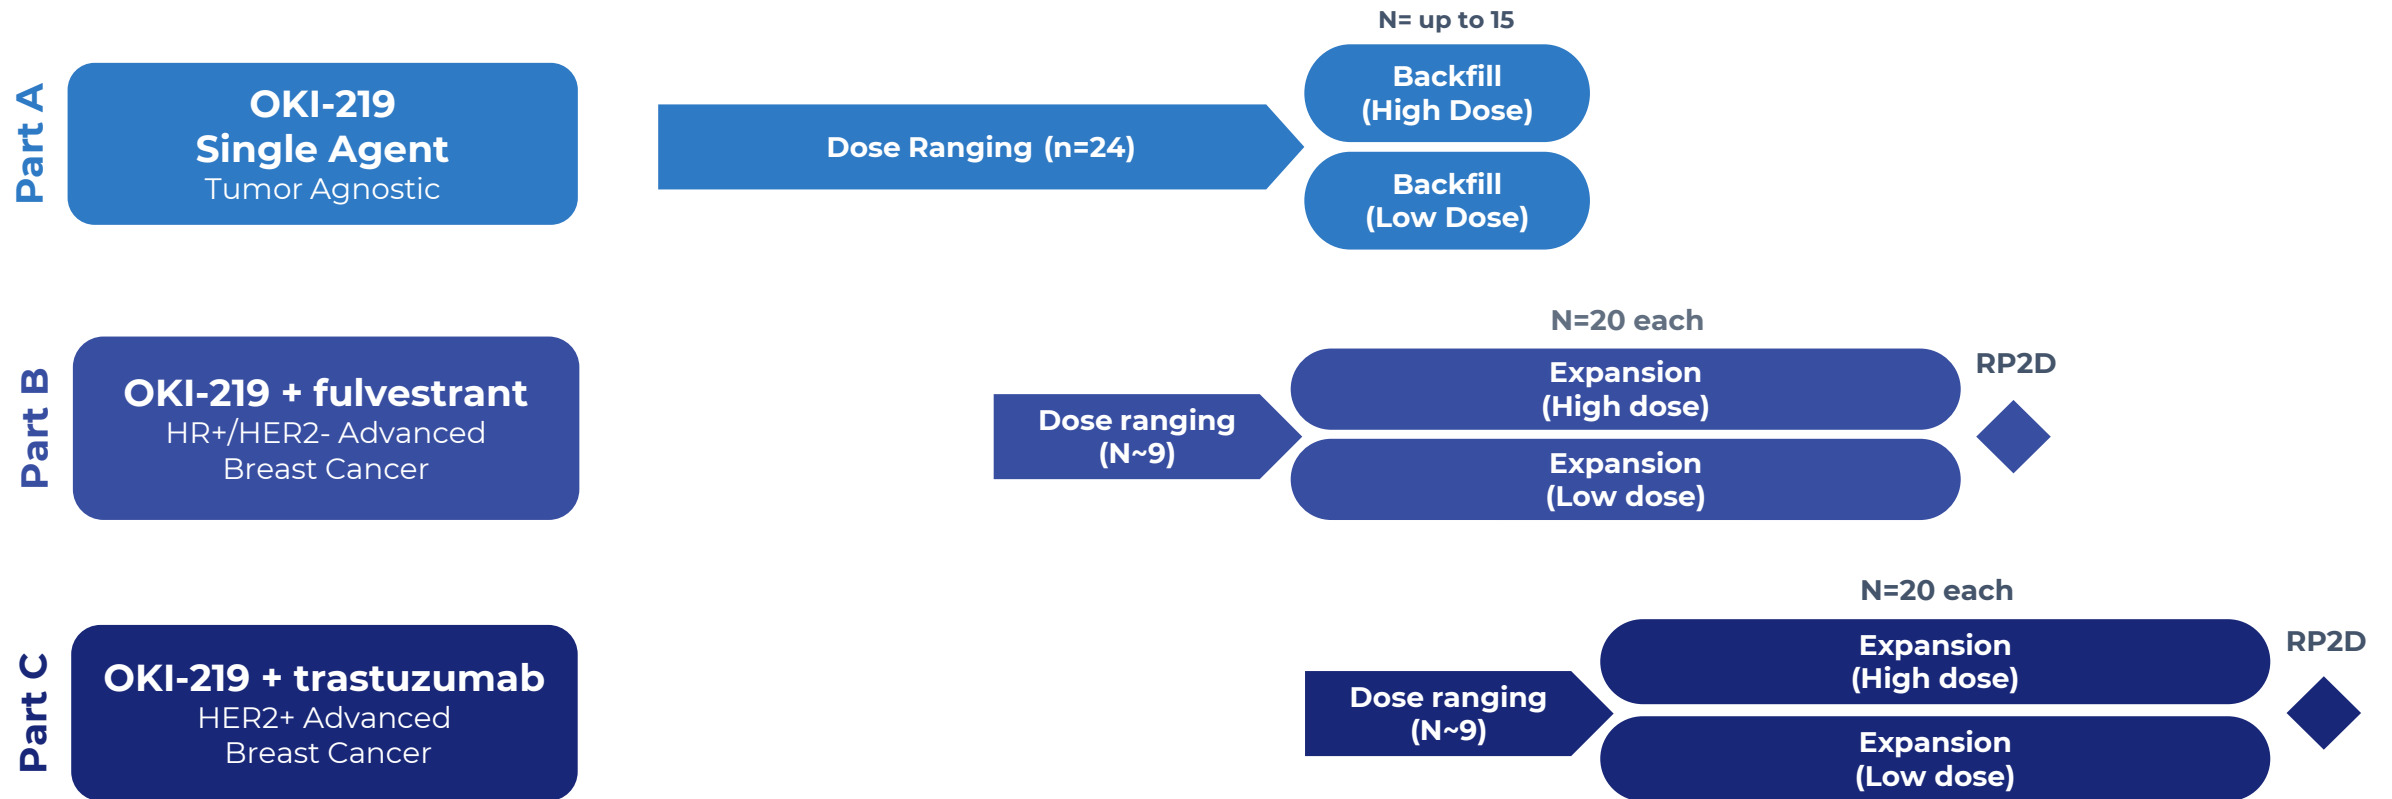 Part A
OKI-219
Single Agent
Tumor Agnostic
Dose Ranging (n=24)
N= up to 15
Backfill
(High Dose)
Backfill
(Low Dose)
Part B
OKI-219 + fulvestrant
HR+/HER2- Advanced
Breast Cancer
Dose ranging
(N~9)
N=20 each
Expansion
(High dose)
Expansion
(Low dose)
RP2D
Part C
OKI-219 + trastuzumab
HER2+ Advanced
Breast Cancer
Dose ranging
(N~9)
N=20 each
Expansion
(High dose)
Expansion
(Low dose)
RP2D